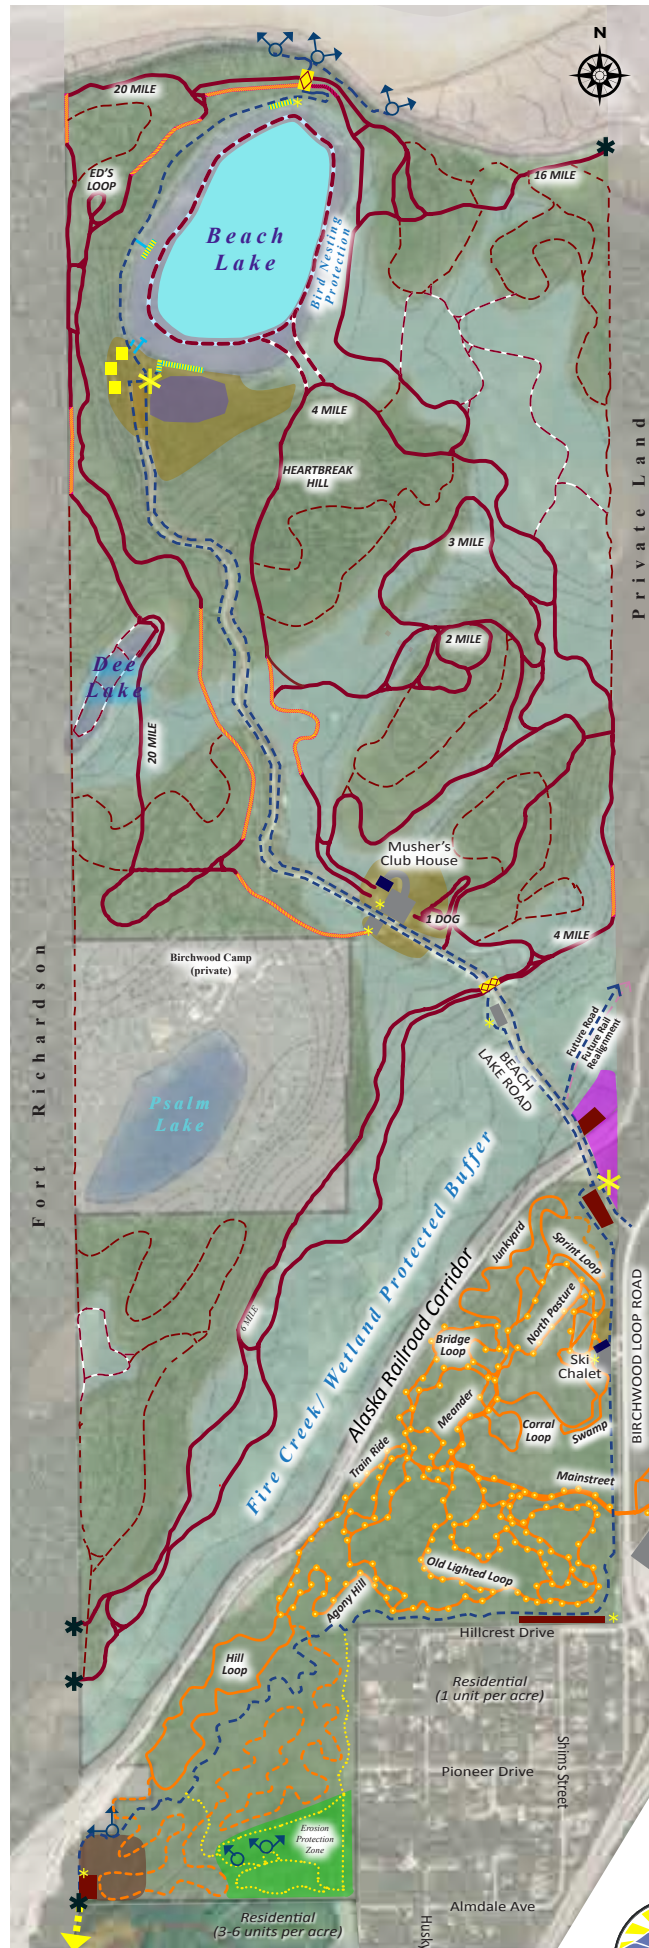 N
20 MILE
ED'S
LOOP
16 MILE
Beach
Lake
Bird Nesting
Protection
4 MILE
HEARTBREAK
HILL
Private Land
3 MILE
2 MILE
Dee
Lake
20 MILE
Musher's
Club House
1 DOG
4 MILE
Birchwood Camp
(private)
Fort Richardson
Future Road
Future Rail
Realignment
BEACH
LAKE ROAD
Psalm
Lake
Fire Creek/ Wetland Protected Buffer
Alaska Railroad Corridor
Junkyard
Sprint Loop
North Pasture
6 MILE
Bridge
Loop
Ski
Chalet
BIRCHWOOD LOOP ROAD
Meander
Corral
Loop
Swamp
Train Ride
Mainstreet
Old Lighted Loop
Agony Hill
Hillcrest Drive
Hill
Loop
Residential
(1 unit per acre)
Shims Street
Pioneer Drive
Erosion
Protection
Zone
Almdale Ave
Residential
(3-6 units per acre)
Husky